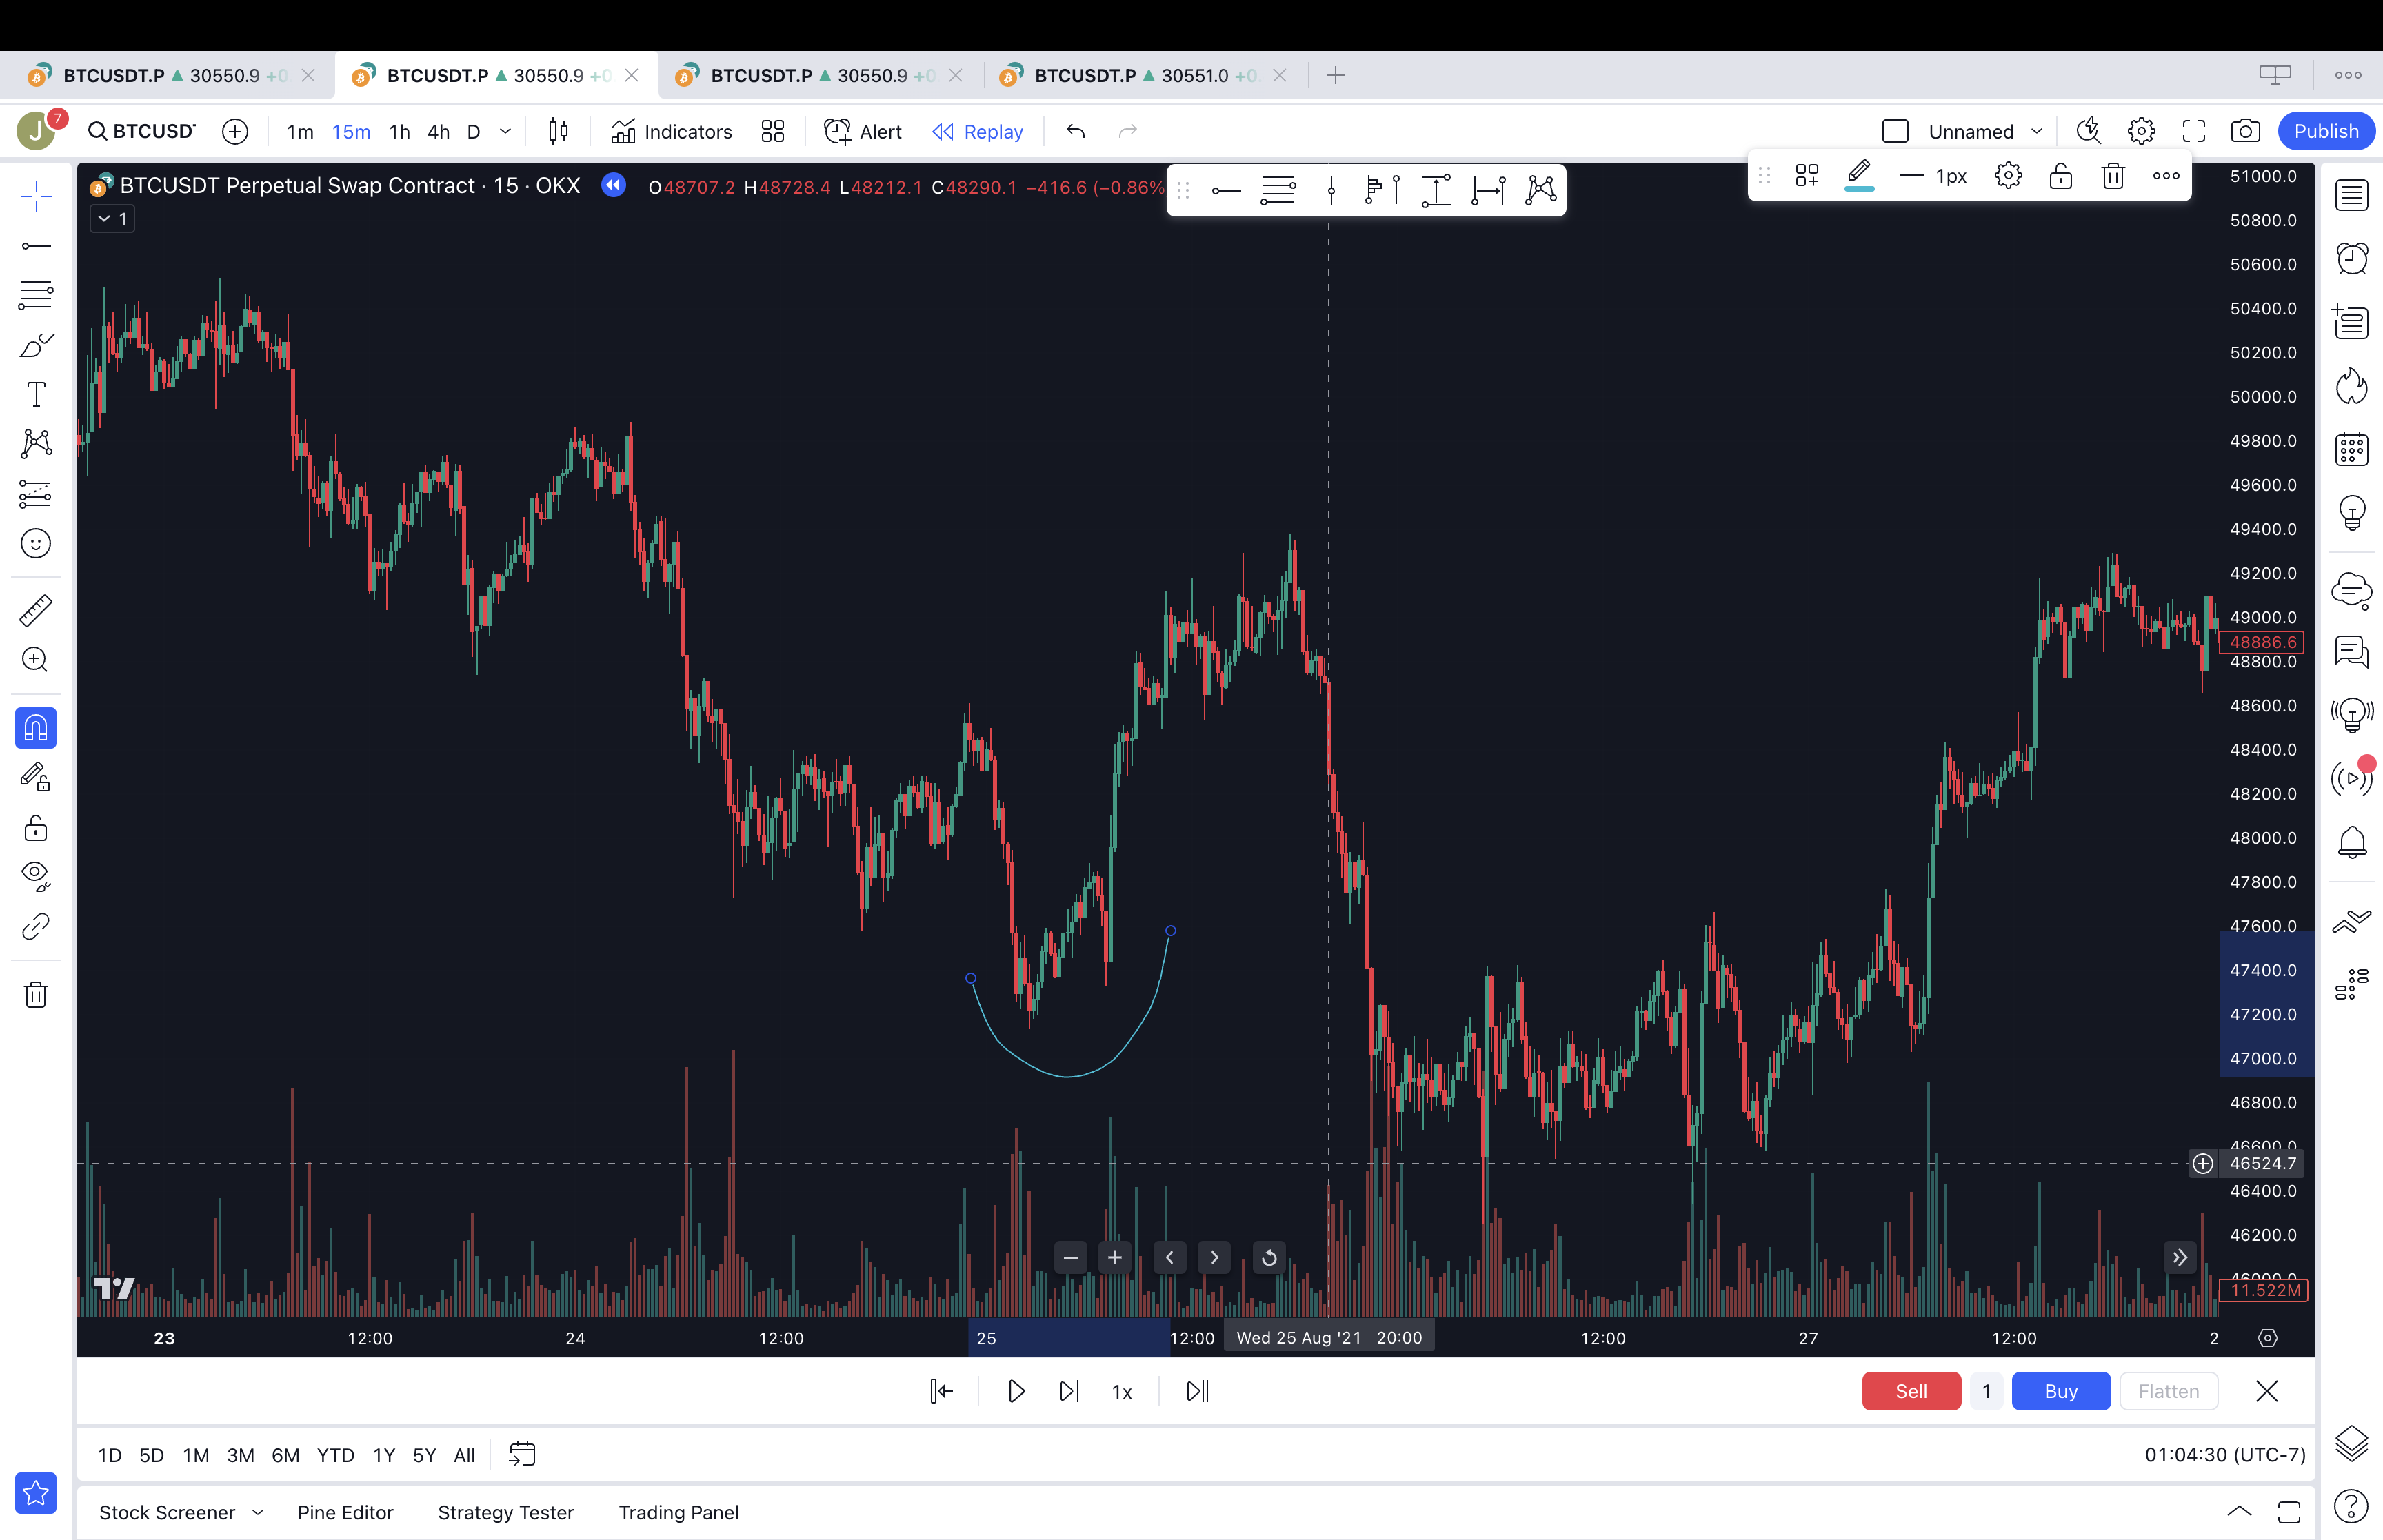 BTCUSDT.P ▲ 30550.9 +0 BTCUSDT.P ▲ 30550.9 +0 BTCUSDT.P ▲ 30550.9 +0 BTCUSDT.P ▲ 30551.0 +0.
J 7 BTCUSD 1m 15m 1h 4h D Indicators Alert Replay Unnamed Publish
BTCUSDT Perpetual Swap Contract · 15 · OKX O48707.2 H48728.4 L48212.1 C48290.1 −416.6 (−0.86%
1px
1
T
51000.0
50800.0
50600.0
50400.0
50200.0
50000.0
49800.0
49600.0
49400.0
49200.0
49000.0
48886.6
48800.0
48600.0
48400.0
48200.0
48000.0
47800.0
47600.0
47400.0
47200.0
47000.0
46800.0
46600.0
46524.7
46400.0
46200.0
46000.0
11.522M
23 12:00 24 12:00 25 12:00 Wed 25 Aug '21 20:00 12:00 27 12:00 2
1x Sell 1 Buy Flatten
1D 5D 1M 3M 6M YTD 1Y 5Y All 01:04:30 (UTC-7)
Stock Screener Pine Editor Strategy Tester Trading Panel